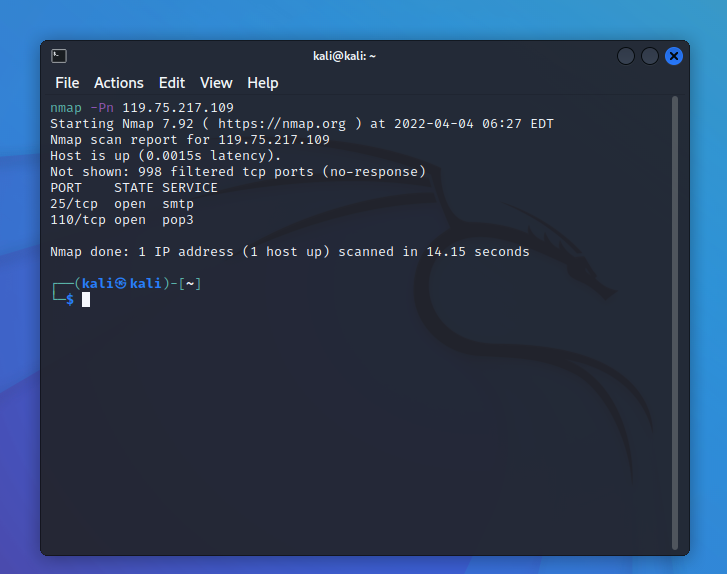 kali@kali: ~
File Actions Edit View Help
nmap -Pn 119.75.217.109
Starting Nmap 7.92 ( https://nmap.org ) at 2022-04-04 06:27 EDT
Nmap scan report for 119.75.217.109
Host is up (0.0015s latency).
Not shown: 998 filtered tcp ports (no-response)
PORT    STATE SERVICE
25/tcp  open  smtp
110/tcp open  pop3
Nmap done: 1 IP address (1 host up) scanned in 14.15 seconds
┌──(kali㉿kali)-[~]
└─$